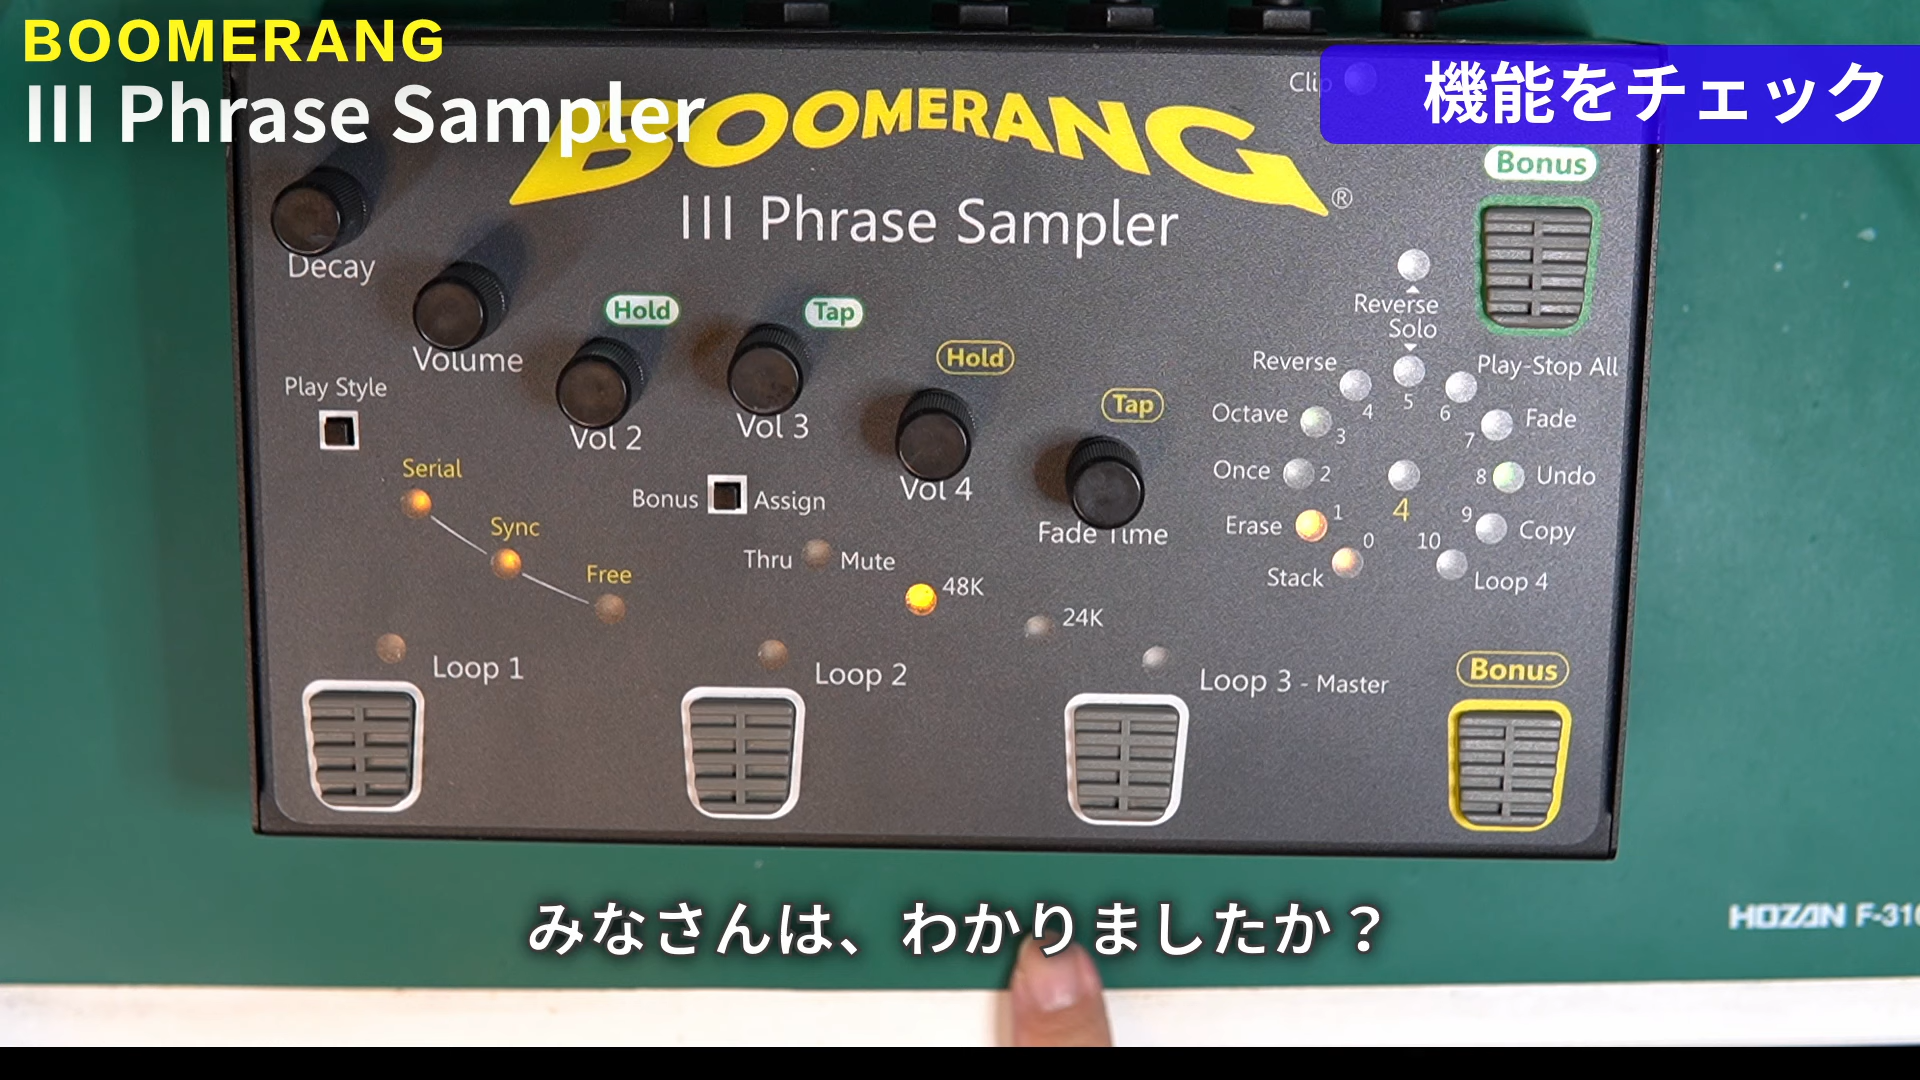 BOOMERANG
III Phrase Sampler
機能をチェック
BOOMERANG®
III Phrase Sampler
Bonus
Decay
Volume
Hold
Vol 2
Tap
Vol 3
Hold
Vol 4
Tap
Fade Time
Play Style
Serial
Sync
Free
Bonus Assign
Thru Mute
48K
24K
Reverse
Solo
Reverse 4
5
6 Play-Stop All
Octave 3
7 Fade
Once 2
8 Undo
4
Erase 1
9 Copy
Stack 0
10 Loop 4
Loop 1
Loop 2
Loop 3 - Master
Bonus
みなさんは、わかりましたか？
HOZAN